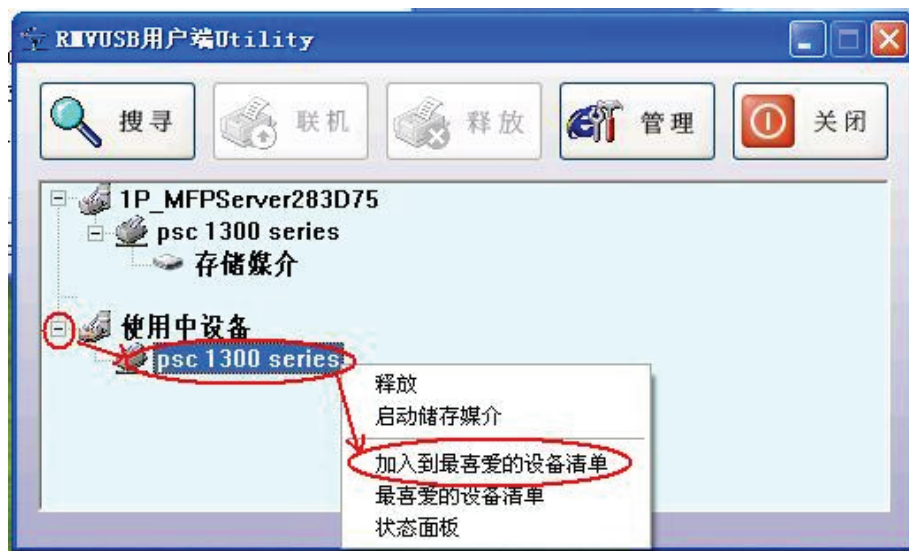 RMVUSB用户端Utility
搜寻
联机
释放
管理
关闭
1P_MFPServer283D75
psc 1300 series
存储媒介
使用中设备
psc 1300 series
释放
启动储存媒介
加入到最喜爱的设备清单
最喜爱的设备清单
状态面板